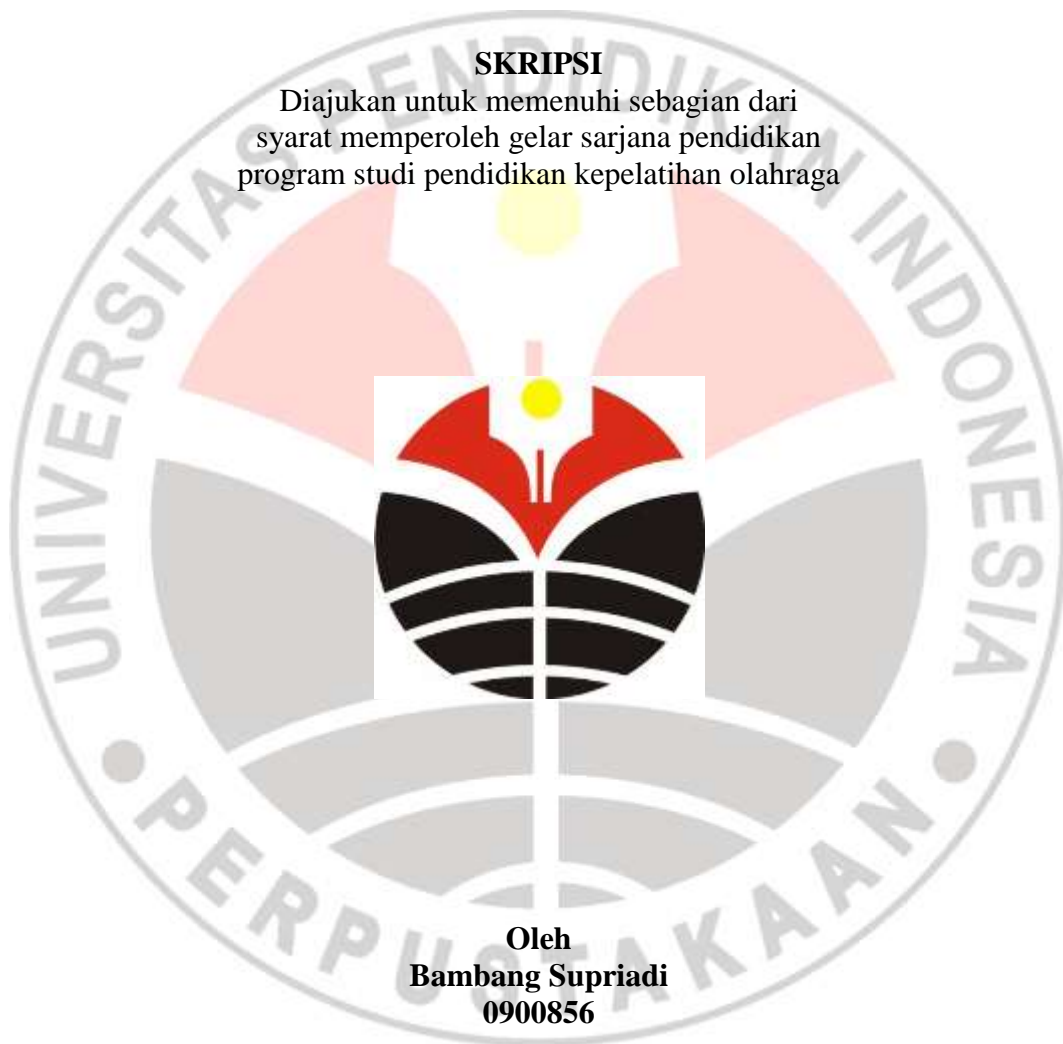 SKRIPSI
Diajukan untuk memenuhi sebagian dari
syarat memperoleh gelar sarjana pendidikan
program studi pendidikan kepelatihan olahraga
UNIVERSITAS PENDIDIKAN INDONESIA
PERPUSTAKAAN
Oleh
Bambang Supriadi
0900856